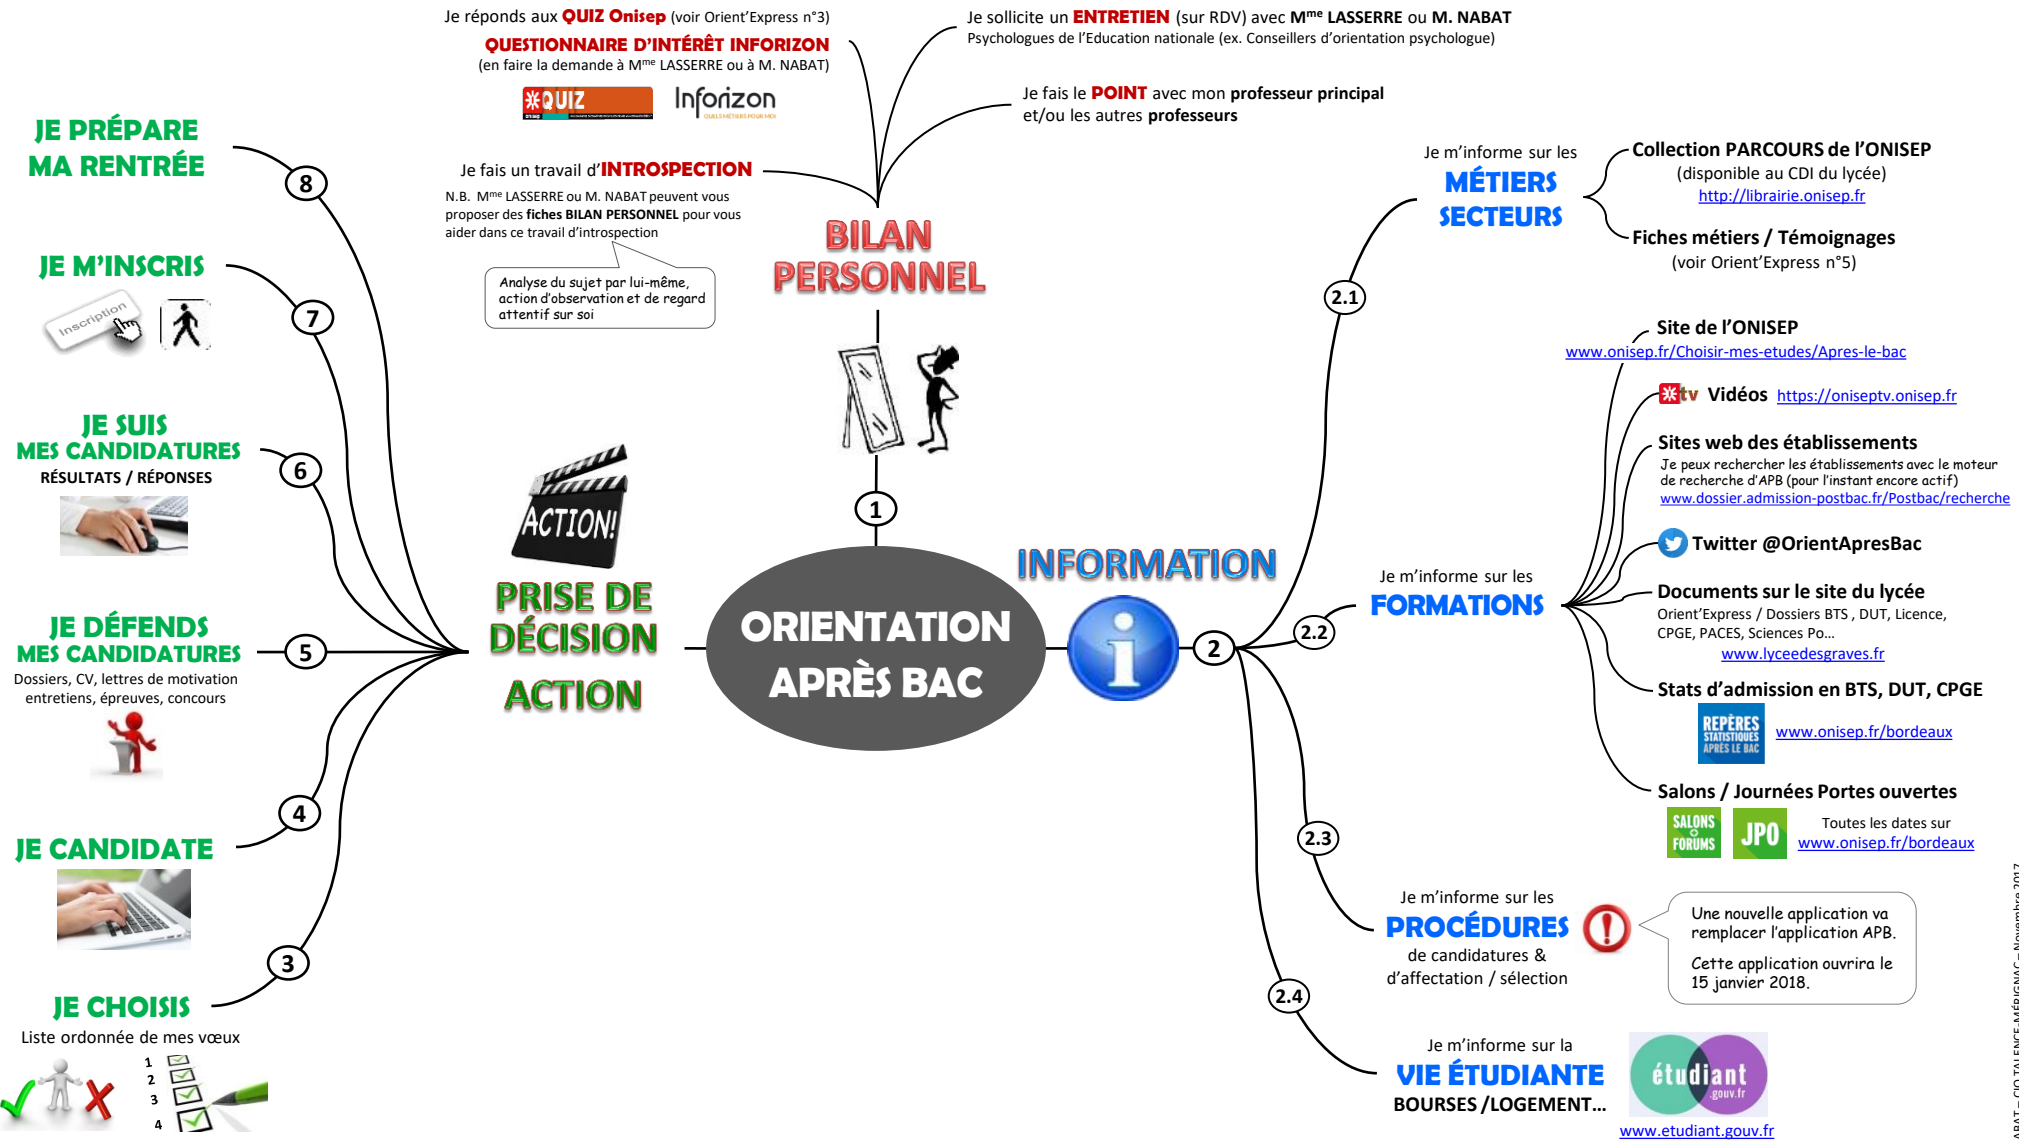 Je réponds aux QUIZ Onisep (voir Orient'Express n°3)
QUESTIONNAIRE D'INTÉRÊT INFORIZON
(en faire la demande à Mme LASSERRE ou à M. NABAT)
QUIZ
onisep
Inforizon
QUELS MÉTIERS POUR MOI
Je sollicite un ENTRETIEN (sur RDV) avec Mme LASSERRE ou M. NABAT
Psychologues de l'Education nationale (ex. Conseillers d'orientation psychologue)
Je fais le POINT avec mon professeur principal
et/ou les autres professeurs
Je fais un travail d'INTROSPECTION
N.B. Mme LASSERRE ou M. NABAT peuvent vous
proposer des fiches BILAN PERSONNEL pour vous
aider dans ce travail d'introspection
Analyse du sujet par lui-même,
action d'observation et de regard
attentif sur soi
BILAN
PERSONNEL
1
ORIENTATION
APRÈS BAC
INFORMATION
i
2
2.1
Je m'informe sur les
MÉTIERS
SECTEURS
Collection PARCOURS de l'ONISEP
(disponible au CDI du lycée)
http://librairie.onisep.fr
Fiches métiers / Témoignages
(voir Orient'Express n°5)
2.2
Je m'informe sur les
FORMATIONS
Site de l'ONISEP
www.onisep.fr/Choisir-mes-etudes/Apres-le-bac
tv Vidéos https://oniseptv.onisep.fr
Sites web des établissements
Je peux rechercher les établissements avec le moteur
de recherche d'APB (pour l'instant encore actif)
www.dossier.admission-postbac.fr/Postbac/recherche
Twitter @OrientApresBac
Documents sur le site du lycée
Orient'Express / Dossiers BTS , DUT, Licence,
CPGE, PACES, Sciences Po...
www.lyceedesgraves.fr
Stats d'admission en BTS, DUT, CPGE
REPÈRES
STATISTIQUES
APRÈS LE BAC
www.onisep.fr/bordeaux
Salons / Journées Portes ouvertes
SALONS
+
FORUMS
JPO
Toutes les dates sur
www.onisep.fr/bordeaux
2.3
Je m'informe sur les
PROCÉDURES
de candidatures &
d'affectation / sélection
!
Une nouvelle application va
remplacer l'application APB.
Cette application ouvrira le
15 janvier 2018.
2.4
Je m'informe sur la
VIE ÉTUDIANTE
BOURSES /LOGEMENT...
étudiant
.gouv.fr
www.etudiant.gouv.fr
ACTION!
PRISE DE
DÉCISION
ACTION
3
JE CHOISIS
Liste ordonnée de mes vœux
1
2
3
4
4
JE CANDIDATE
5
JE DÉFENDS
MES CANDIDATURES
Dossiers, CV, lettres de motivation
entretiens, épreuves, concours
6
JE SUIS
MES CANDIDATURES
RÉSULTATS / RÉPONSES
7
JE M'INSCRIS
Inscription
8
JE PRÉPARE
MA RENTRÉE
ABAT – CIO TALENCE-MÉRIGNAC – Novembre 2017